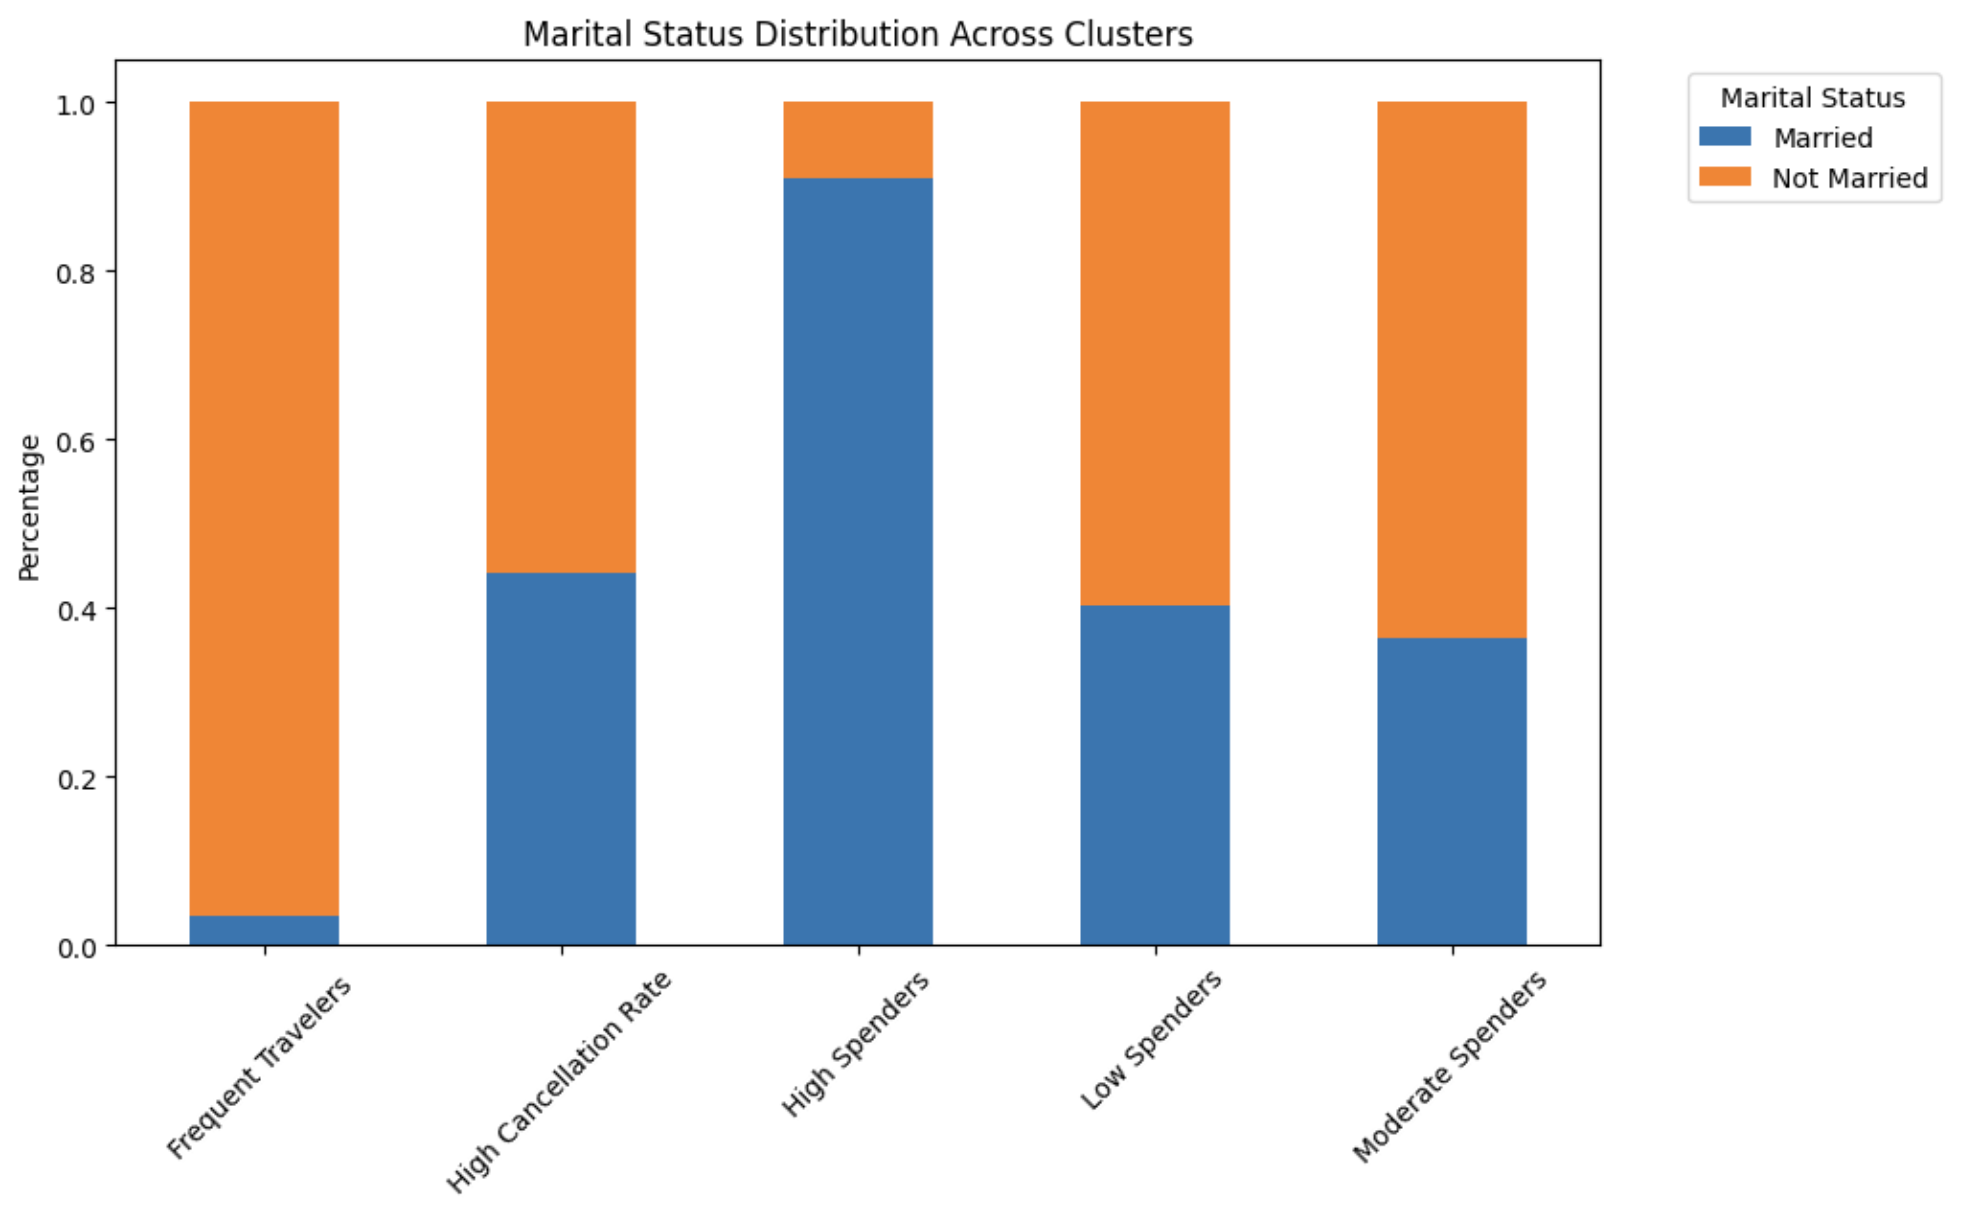 Marital Status Distribution Across Clusters
Marital Status
Married
Not Married
Percentage
1.0
0.8
0.6
0.4
0.2
0.0
Frequent Travelers
High Cancellation Rate
High Spenders
Low Spenders
Moderate Spenders